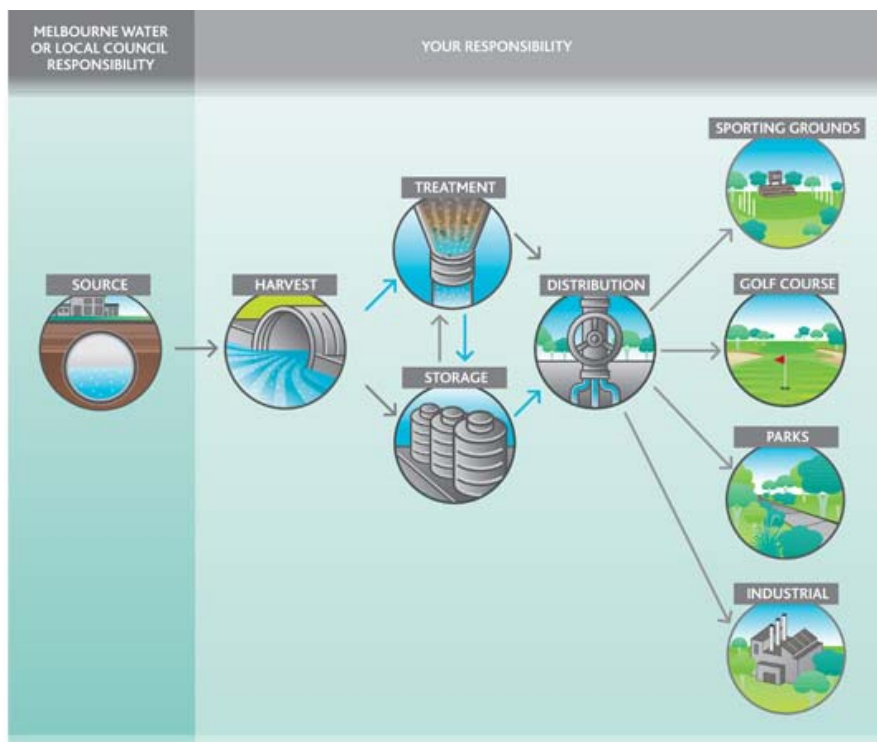 MELBOURNE WATER
OR LOCAL COUNCIL
RESPONSIBILITY
YOUR RESPONSIBILITY
SOURCE
HARVEST
TREATMENT
STORAGE
DISTRIBUTION
SPORTING GROUNDS
GOLF COURSE
PARKS
INDUSTRIAL